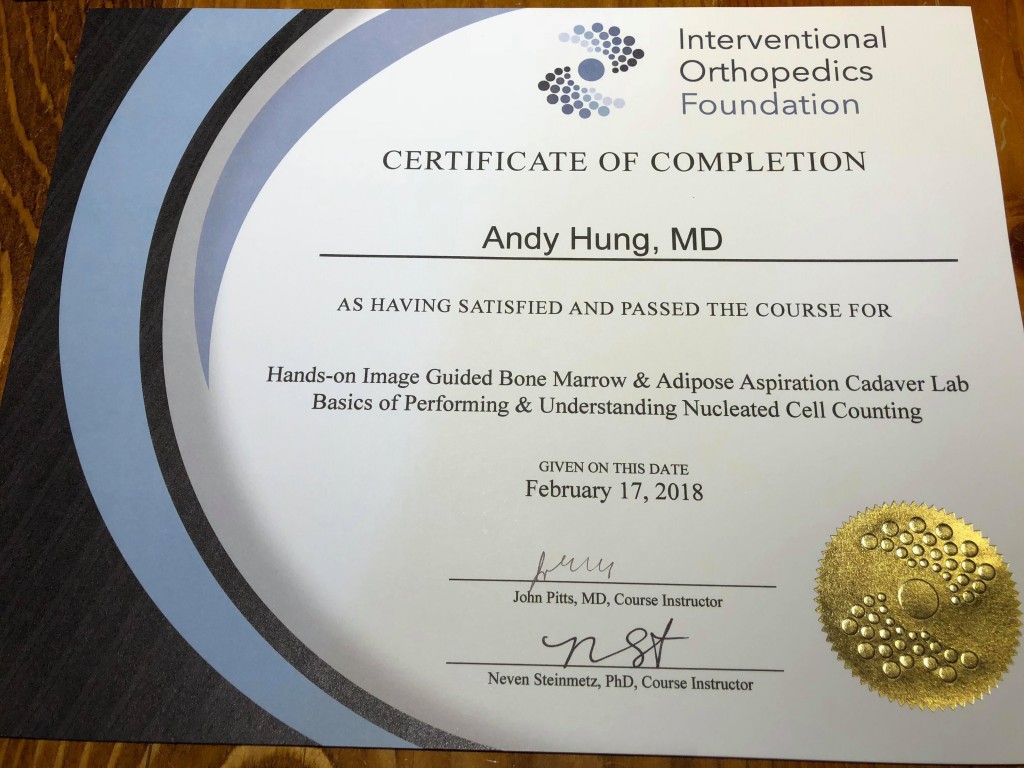 Interventional
Orthopedics
Foundation
CERTIFICATE OF COMPLETION
Andy Hung, MD
AS HAVING SATISFIED AND PASSED THE COURSE FOR
Hands-on Image Guided Bone Marrow & Adipose Aspiration Cadaver Lab
Basics of Performing & Understanding Nucleated Cell Counting
GIVEN ON THIS DATE
February 17, 2018
John Pitts, MD, Course Instructor
Neven Steinmetz, PhD, Course Instructor